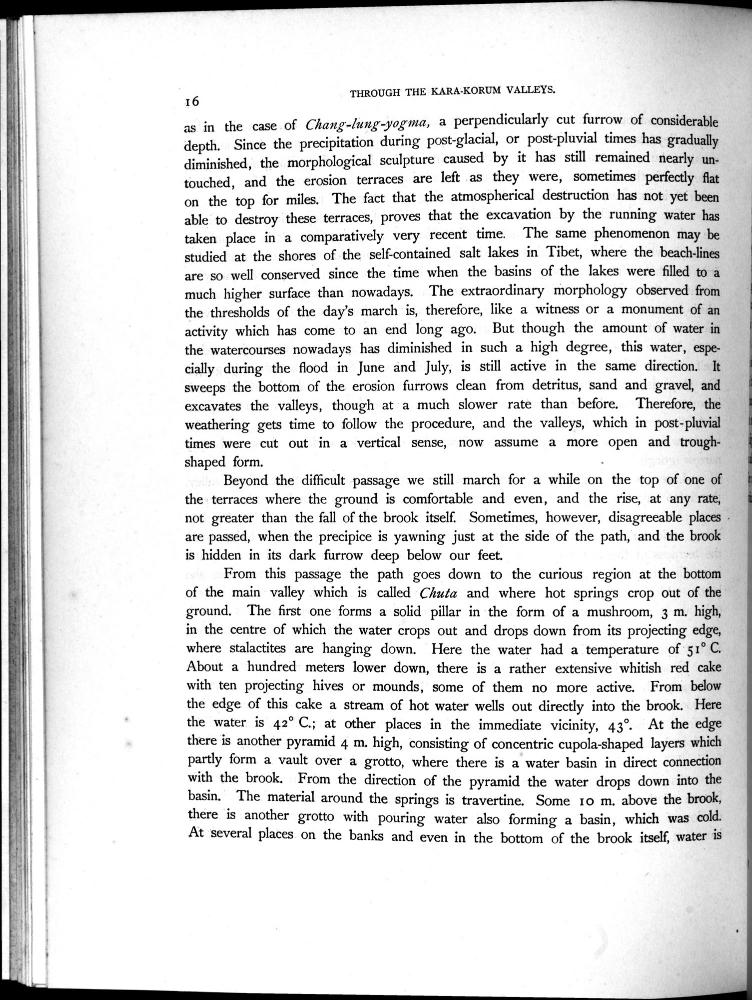 16
THROUGH THE KARA-KORUM VALLEYS.
as in the case of Chang-lung-yogma, a perpendicularly cut furrow of considerable
depth. Since the precipitation during post-glacial, or post-pluvial times has gradually
diminished, the morphological sculpture caused by it has still remained nearly un-
touched, and the erosion terraces are left as they were, sometimes perfectly flat
on the top for miles. The fact that the atmospherical destruction has not yet been
able to destroy these terraces, proves that the excavation by the running water has
taken place in a comparatively very recent time. The same phenomenon may be
studied at the shores of the self-contained salt lakes in Tibet, where the beach-lines
are so well conserved since the time when the basins of the lakes were filled to a
much higher surface than nowadays. The extraordinary morphology observed from
the thresholds of the day's march is, therefore, like a witness or a monument of an
activity which has come to an end long ago. But though the amount of water in
the watercourses nowadays has diminished in such a high degree, this water, espe-
cially during the flood in June and July, is still active in the same direction. It
sweeps the bottom of the erosion furrows clean from detritus, sand and gravel, and
excavates the valleys, though at a much slower rate than before. Therefore, the
weathering gets time to follow the procedure, and the valleys, which in post-pluvial
times were cut out in a vertical sense, now assume a more open and trough-
shaped form.
Beyond the difficult passage we still march for a while on the top of one of
the terraces where the ground is comfortable and even, and the rise, at any rate,
not greater than the fall of the brook itself. Sometimes, however, disagreeable places
are passed, when the precipice is yawning just at the side of the path, and the brook
is hidden in its dark furrow deep below our feet.
From this passage the path goes down to the curious region at the bottom
of the main valley which is called Chuta and where hot springs crop out of the
ground. The first one forms a solid pillar in the form of a mushroom, 3 m. high,
in the centre of which the water crops out and drops down from its projecting edge,
where stalactites are hanging down. Here the water had a temperature of 51° C.
About a hundred meters lower down, there is a rather extensive whitish red cake
with ten projecting hives or mounds, some of them no more active. From below
the edge of this cake a stream of hot water wells out directly into the brook. Here
the water is 42° C.; at other places in the immediate vicinity, 43°. At the edge
there is another pyramid 4 m. high, consisting of concentric cupola-shaped layers which
partly form a vault over a grotto, where there is a water basin in direct connection
with the brook. From the direction of the pyramid the water drops down into the
basin. The material around the springs is travertine. Some 10 m. above the brook,
there is another grotto with pouring water also forming a basin, which was cold.
At several places on the banks and even in the bottom of the brook itself, water is